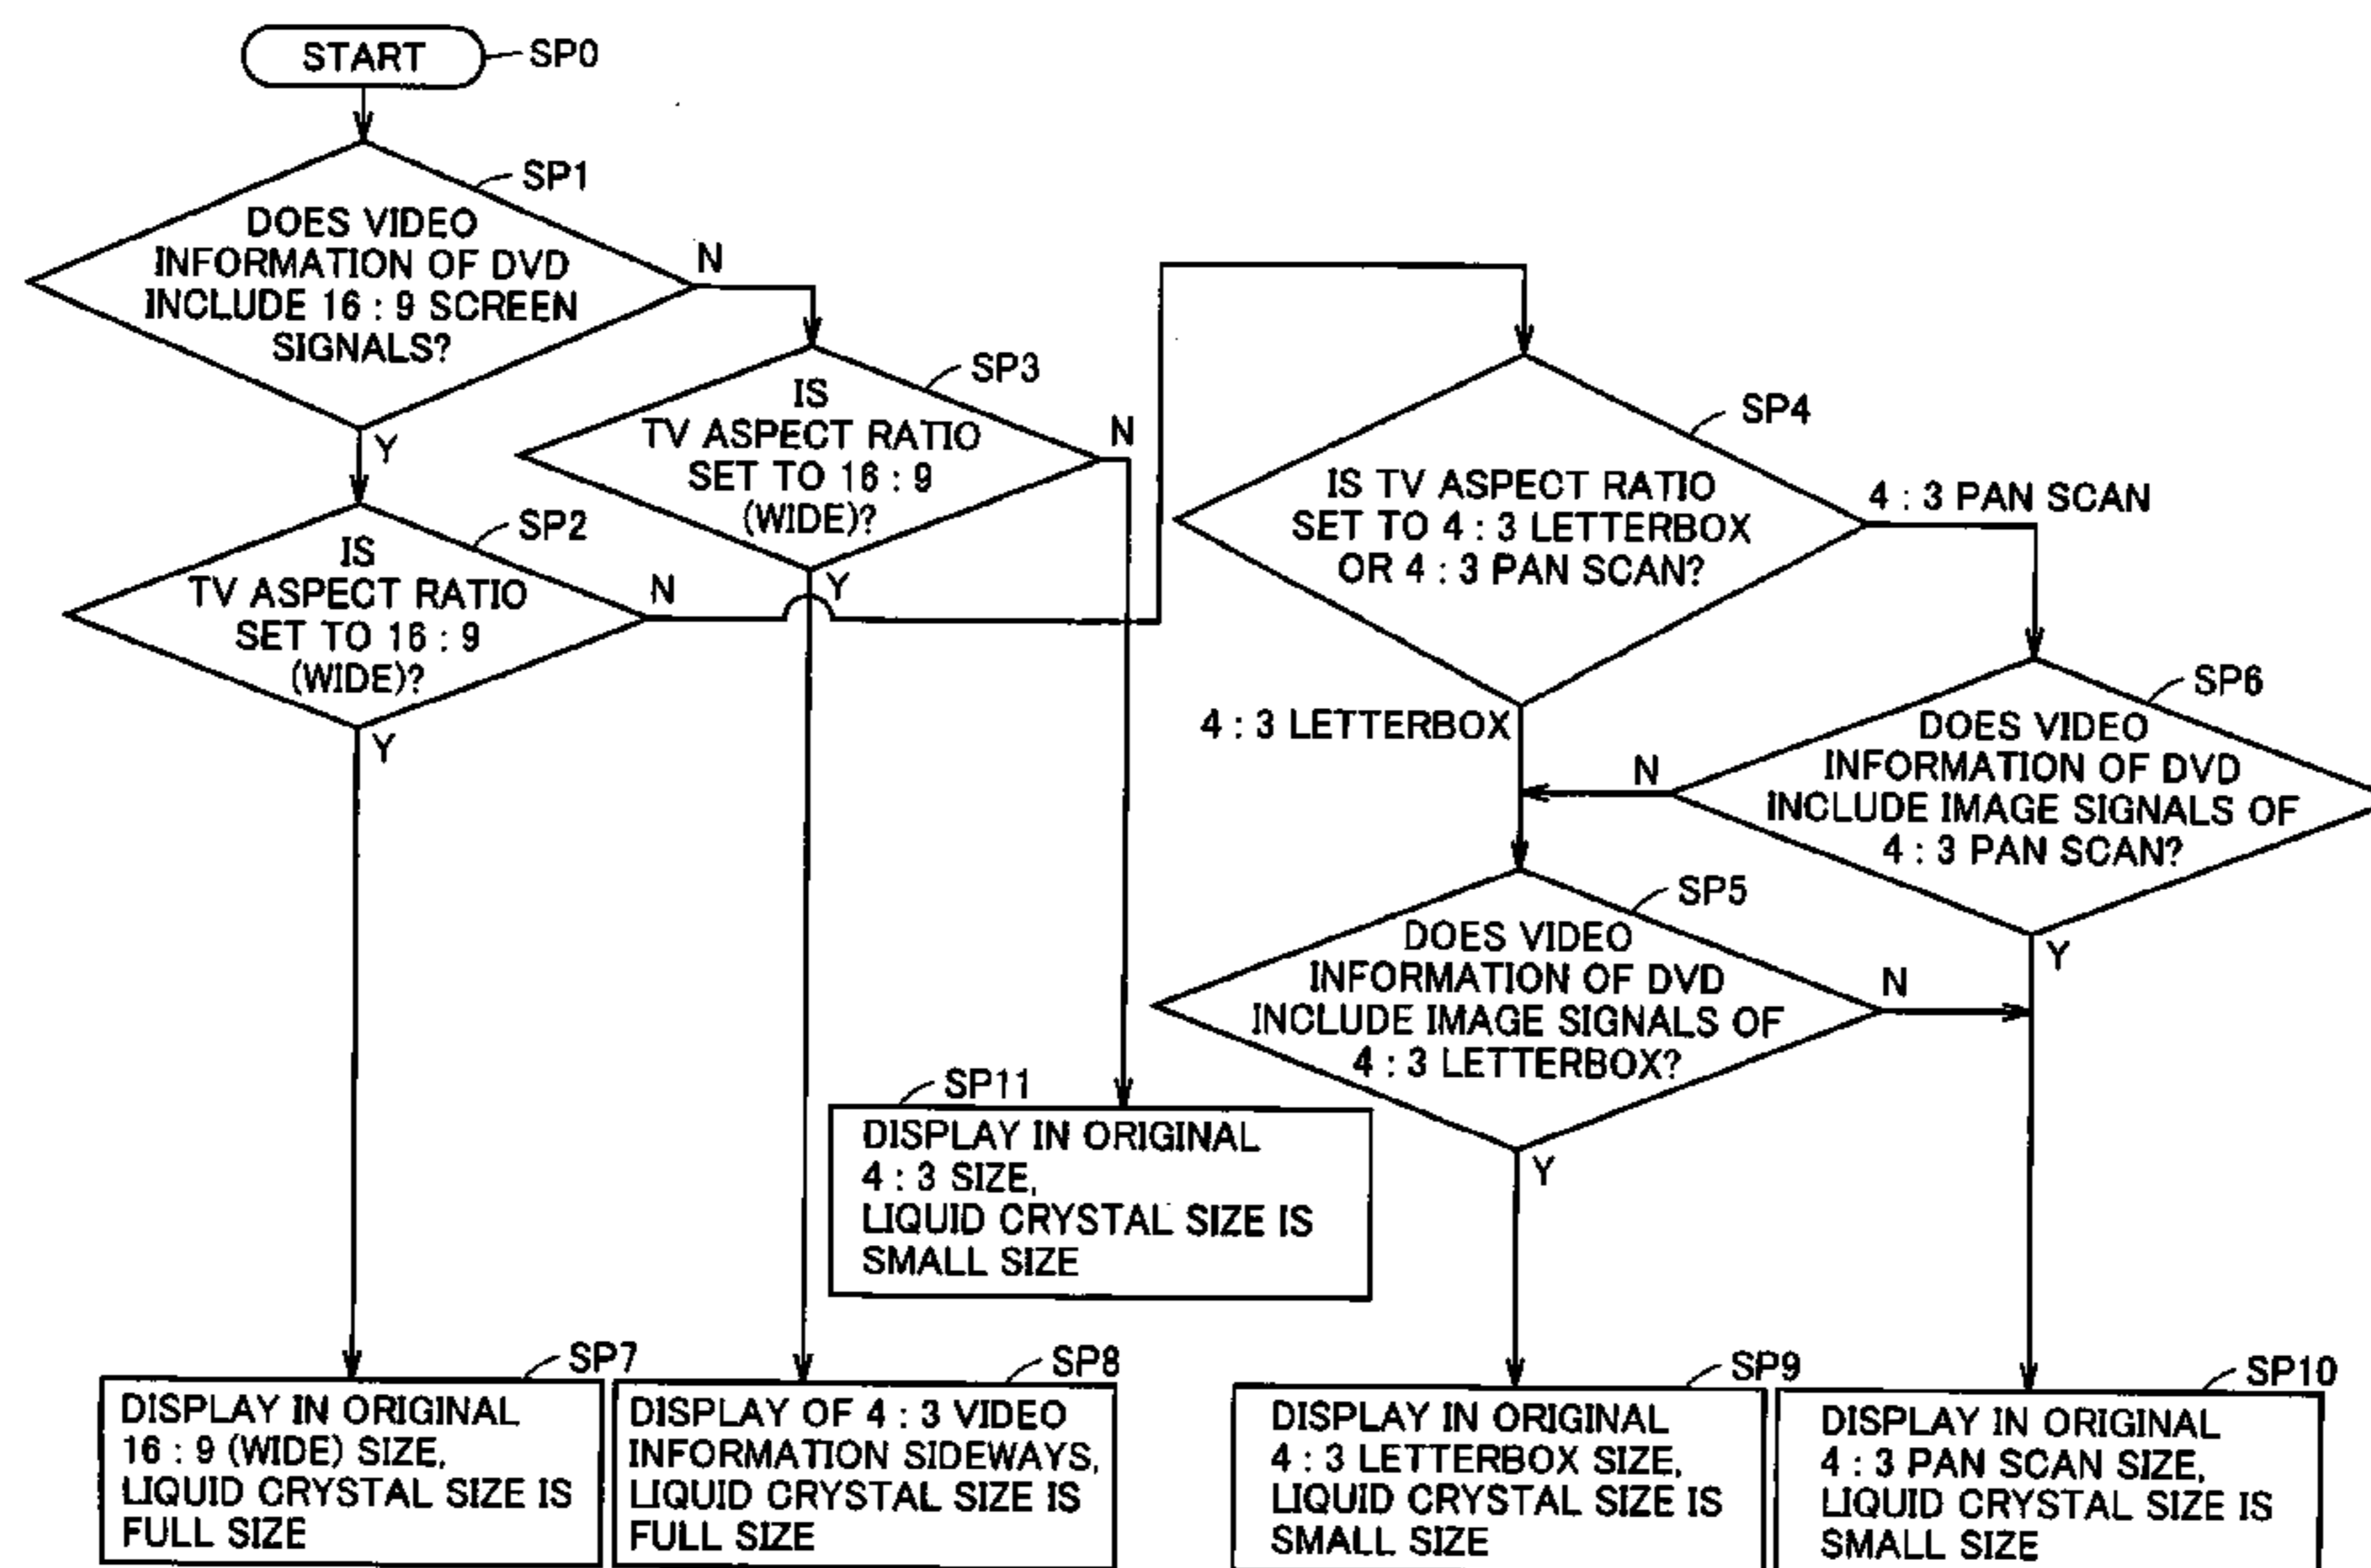 START
SP0
SP1
DOES VIDEO
INFORMATION OF DVD
INCLUDE 16 : 9 SCREEN
SIGNALS?
N
Y
SP3
IS
TV ASPECT RATIO
SET TO 16 : 9
(WIDE)?
N
Y
SP2
IS
TV ASPECT RATIO
SET TO 16 : 9
(WIDE)?
N
Y
SP4
IS TV ASPECT RATIO
SET TO 4 : 3 LETTERBOX
OR 4 : 3 PAN SCAN?
4 : 3 PAN SCAN
4 : 3 LETTERBOX
SP6
DOES VIDEO
INFORMATION OF DVD
INCLUDE IMAGE SIGNALS OF
4 : 3 PAN SCAN?
N
Y
SP5
DOES VIDEO
INFORMATION OF DVD
INCLUDE IMAGE SIGNALS OF
4 : 3 LETTERBOX?
N
Y
SP11
DISPLAY IN ORIGINAL
4 : 3 SIZE,
LIQUID CRYSTAL SIZE IS
SMALL SIZE
SP7
DISPLAY IN ORIGINAL
16 : 9 (WIDE) SIZE,
LIQUID CRYSTAL SIZE IS
FULL SIZE
SP8
DISPLAY OF 4 : 3 VIDEO
INFORMATION SIDEWAYS,
LIQUID CRYSTAL SIZE IS
FULL SIZE
SP9
DISPLAY IN ORIGINAL
4 : 3 LETTERBOX SIZE,
LIQUID CRYSTAL SIZE IS
SMALL SIZE
SP10
DISPLAY IN ORIGINAL
4 : 3 PAN SCAN SIZE,
LIQUID CRYSTAL SIZE IS
SMALL SIZE